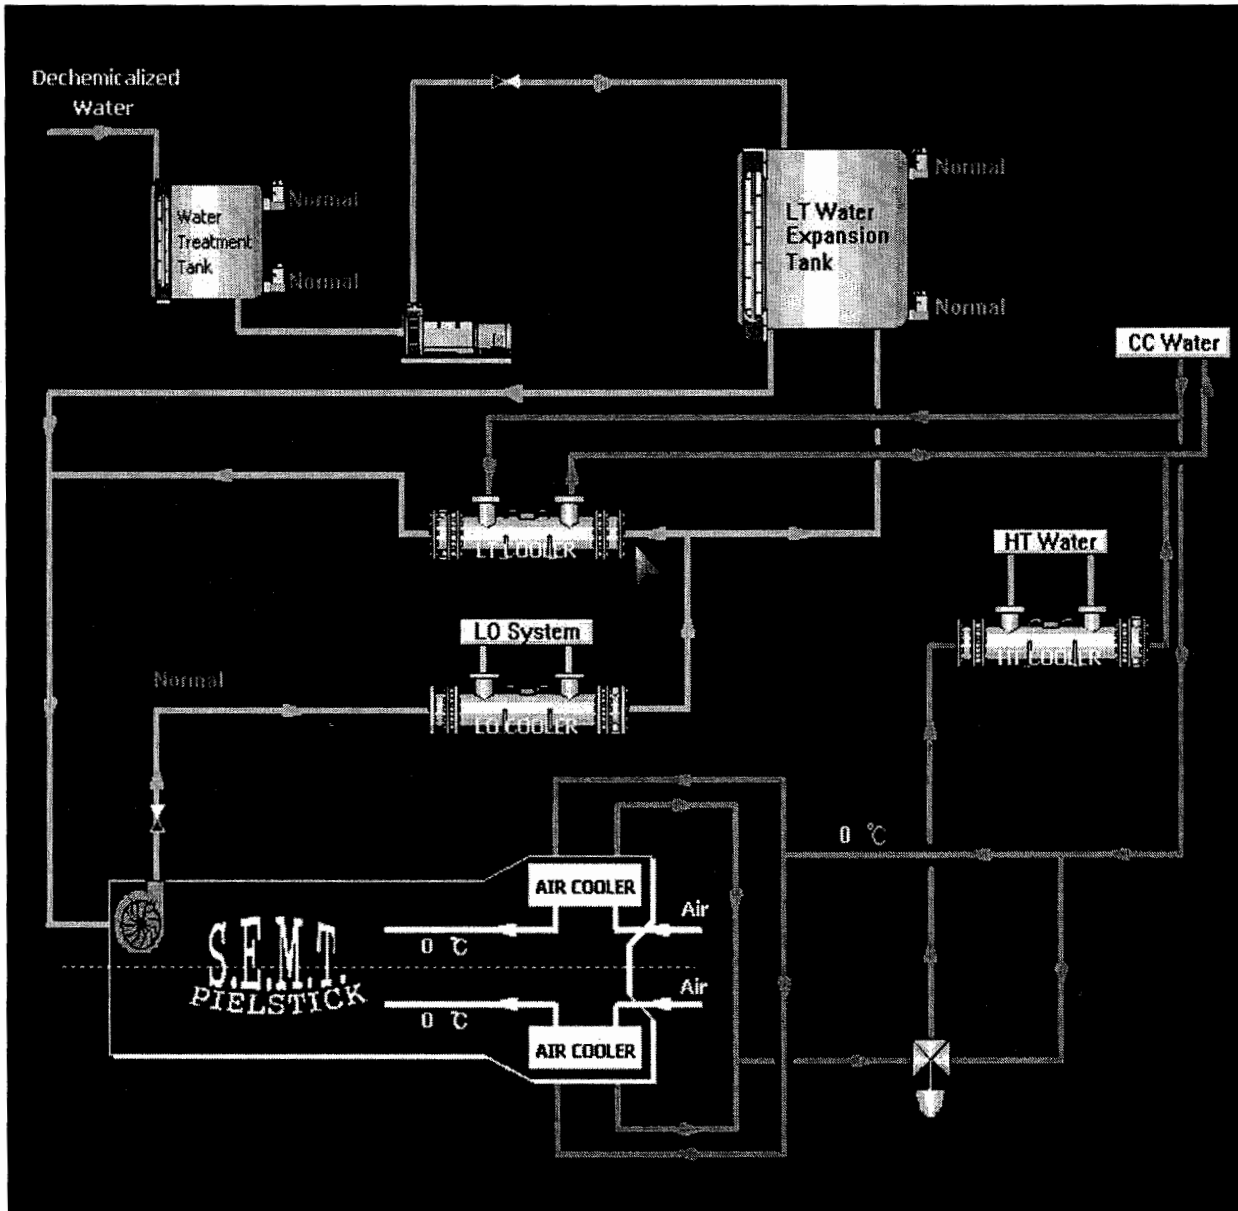 Dechemicalized
Water
Normal
Water
Treatment
Tank
Normal
LT Water
Expansion
Tank
Normal
Normal
CC Water
LT COOLER
HT Water
HT COOLER
LO System
Normal
LO COOLER
0 ℃
AIR COOLER
Air
0 ℃
S.E.M.T.
PIELSTICK
Air
0 ℃
AIR COOLER